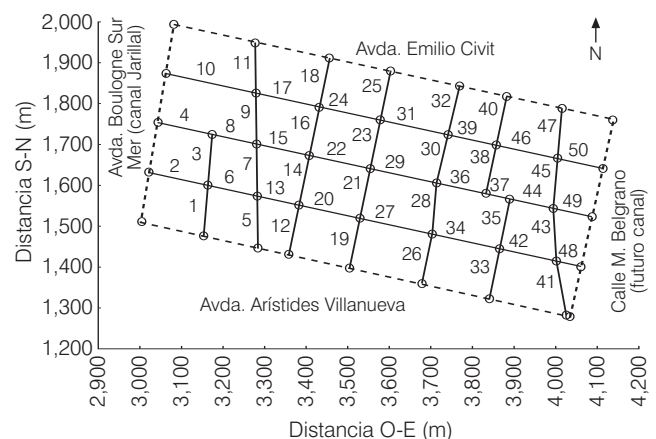 2,000
1,900
1,800
1,700
1,600
1,500
1,400
1,300
1,200
Distancia S-N (m)
Avda. Boulogne Sur
Mer (canal Jarillal)
Avda. Emilio Civit
N
10 11 17 18 24 25 31 32 39 40 46 47 50
4 8 9 15 16 22 23 29 30 36 37 38 44 45 49
2 3 6 7 13 14 20 21 27 28 34 35 42 43 48
1 5 12 19 26 33 41
Avda. Arístides Villanueva
Calle M. Belgrano
(futuro canal)
2,900 3,000 3,100 3,200 3,300 3,400 3,500 3,600 3,700 3,800 3,900 4,000 4,100 4,200
Distancia O-E (m)